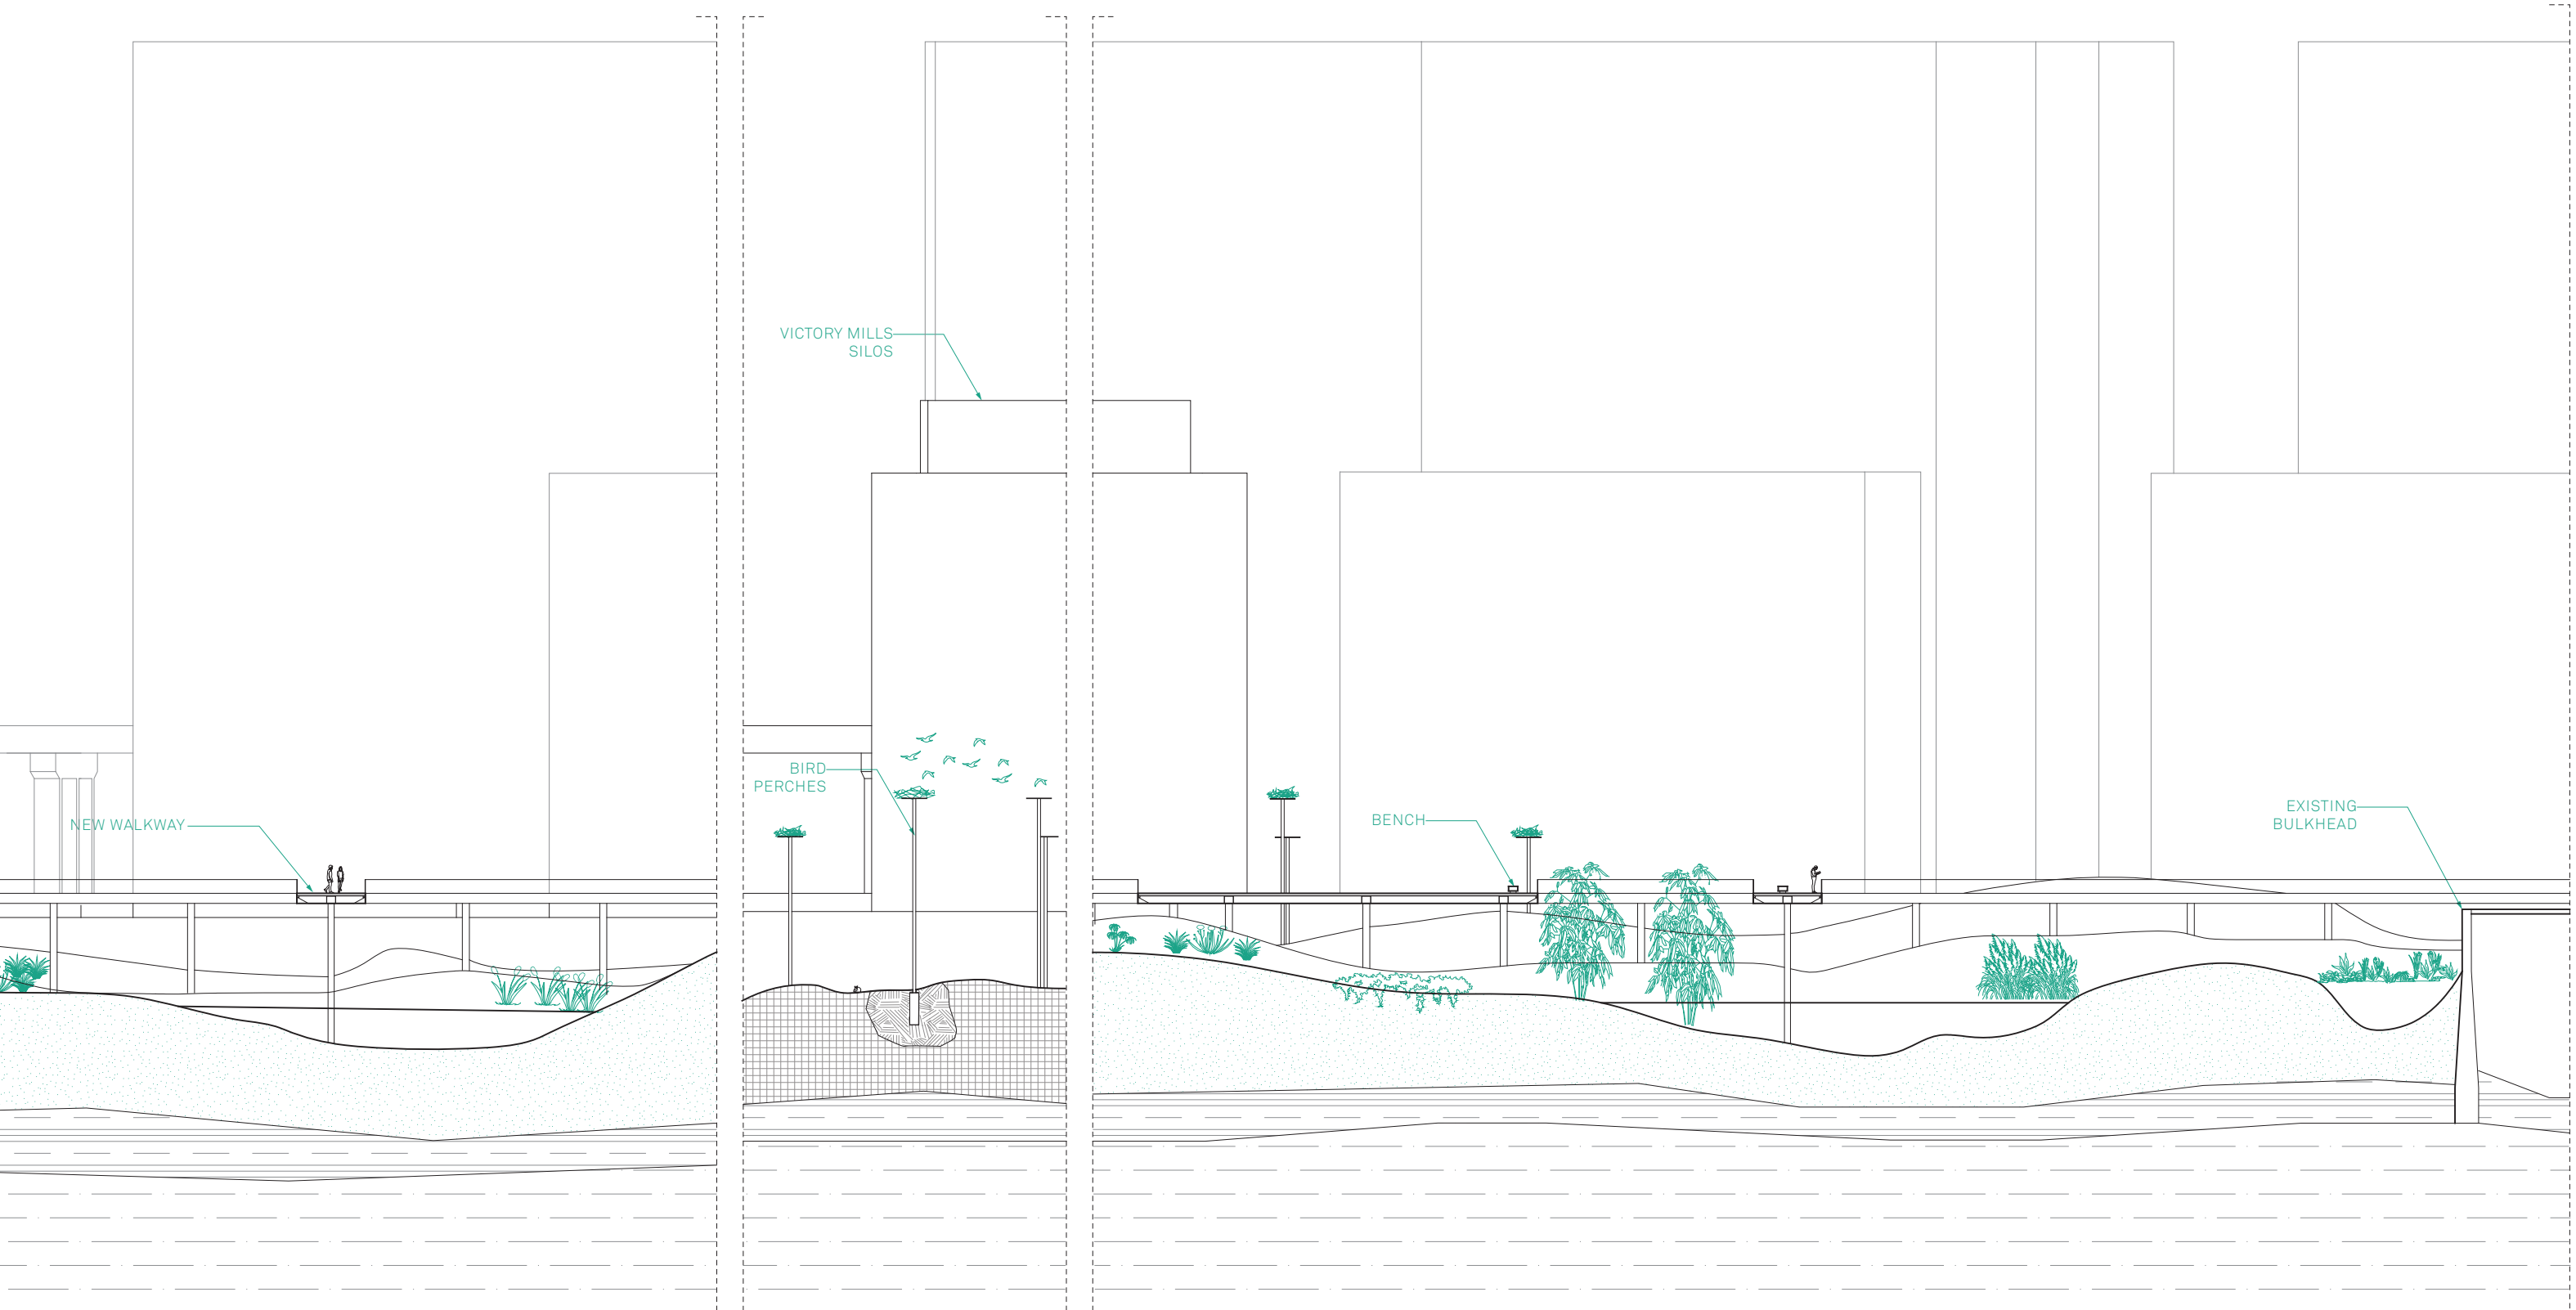 VICTORY MILLS
SILOS
BIRD
PERCHES
NEW WALKWAY
BENCH
EXISTING
BULKHEAD